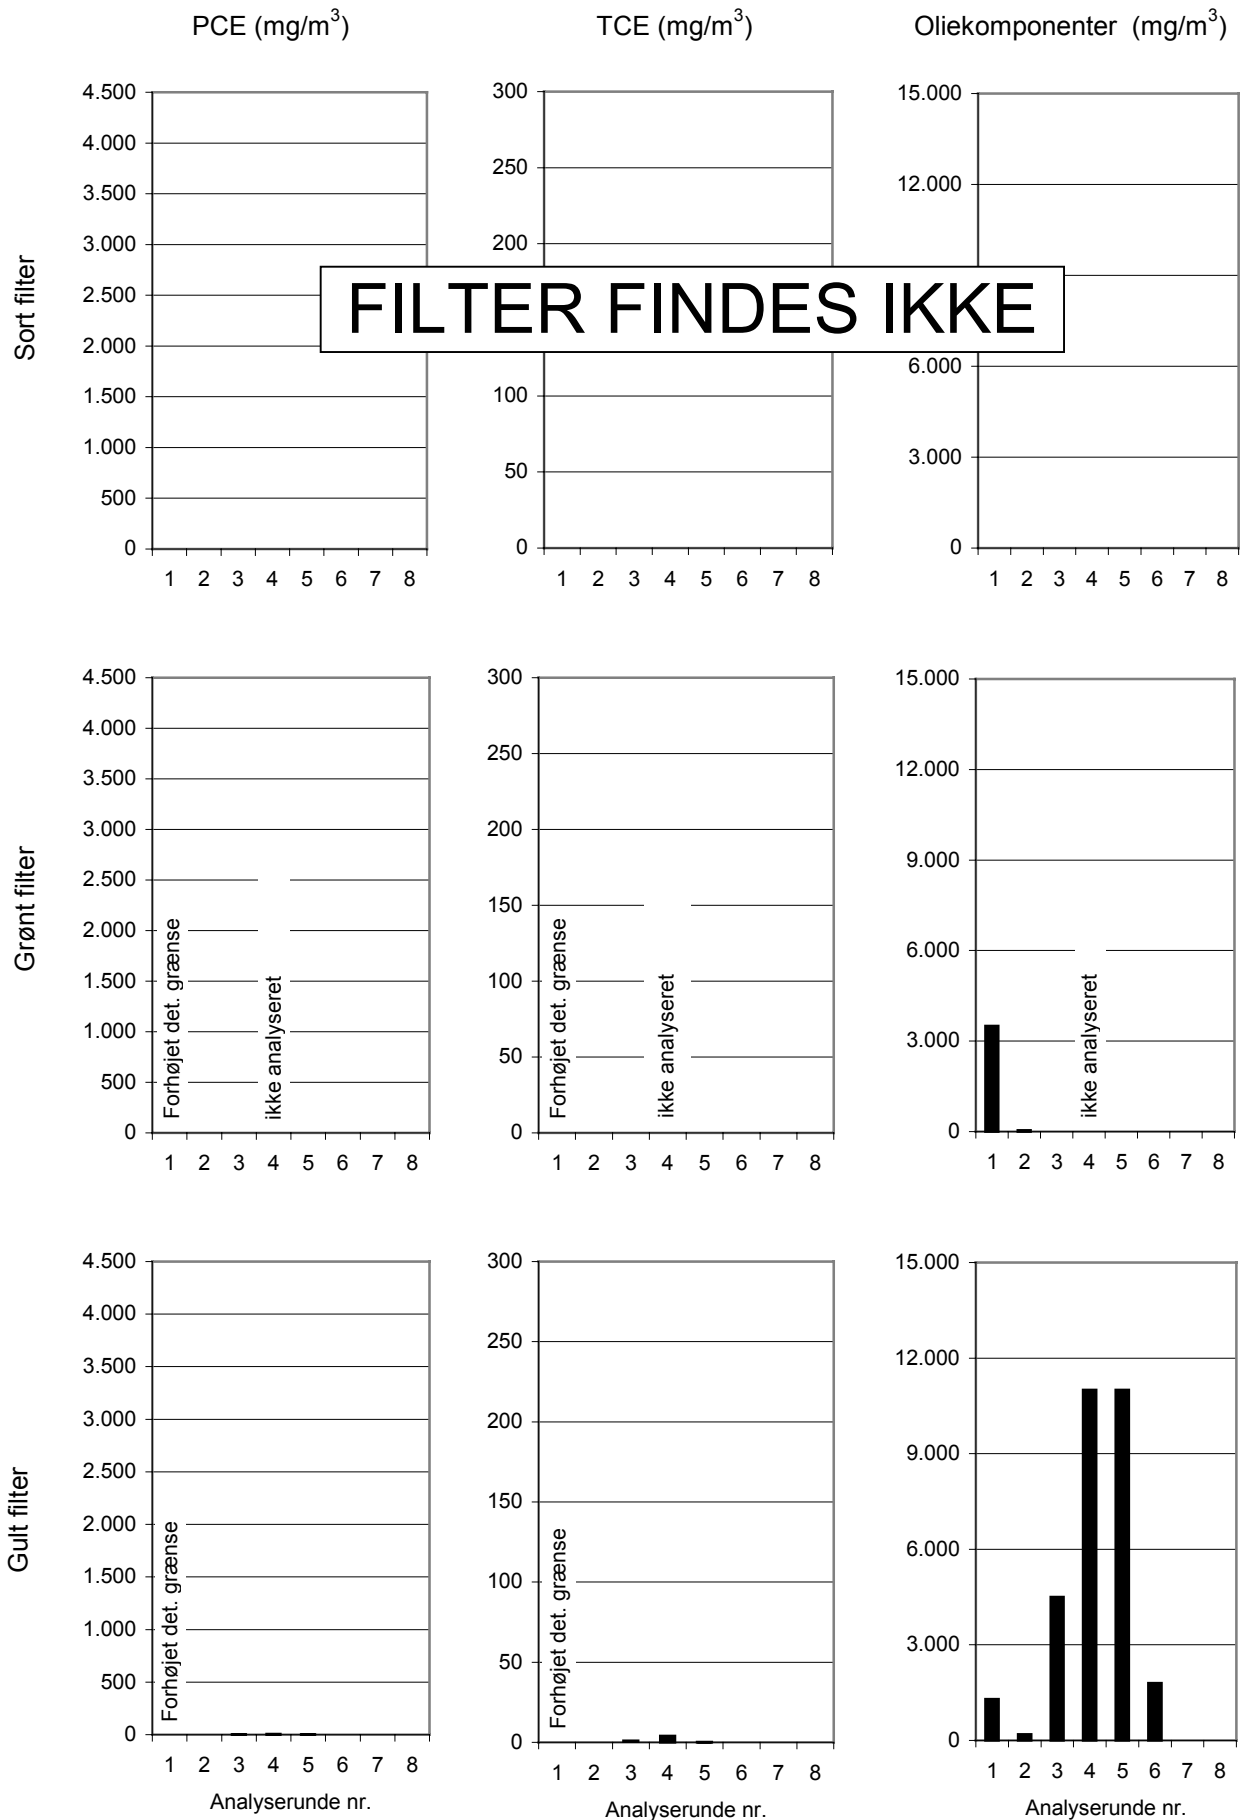 PCE (mg/m³)
TCE (mg/m³)
Oliekomponenter (mg/m³)
Sort filter
4.500
4.000
3.500
3.000
2.500
2.000
1.500
1.000
500
0
1 2 3 4 5 6 7 8
300
250
200
100
50
0
1 2 3 4 5 6 7 8
15.000
12.000
6.000
3.000
0
1 2 3 4 5 6 7 8
FILTER FINDES IKKE
Grønt filter
4.500
4.000
3.500
3.000
2.500
2.000
1.500
1.000
500
0
Forhøjet det. grænse
ikke analyseret
1 2 3 4 5 6 7 8
300
250
200
150
100
50
0
Forhøjet det. grænse
ikke analyseret
1 2 3 4 5 6 7 8
15.000
12.000
9.000
6.000
3.000
0
ikke analyseret
1 2 3 4 5 6 7 8
Gult filter
4.500
4.000
3.500
3.000
2.500
2.000
1.500
1.000
500
0
Forhøjet det. grænse
1 2 3 4 5 6 7 8
Analyserunde nr.
300
250
200
150
100
50
0
Forhøjet det. grænse
1 2 3 4 5 6 7 8
Analyserunde nr.
15.000
12.000
9.000
6.000
3.000
0
1 2 3 4 5 6 7 8
Analyserunde nr.